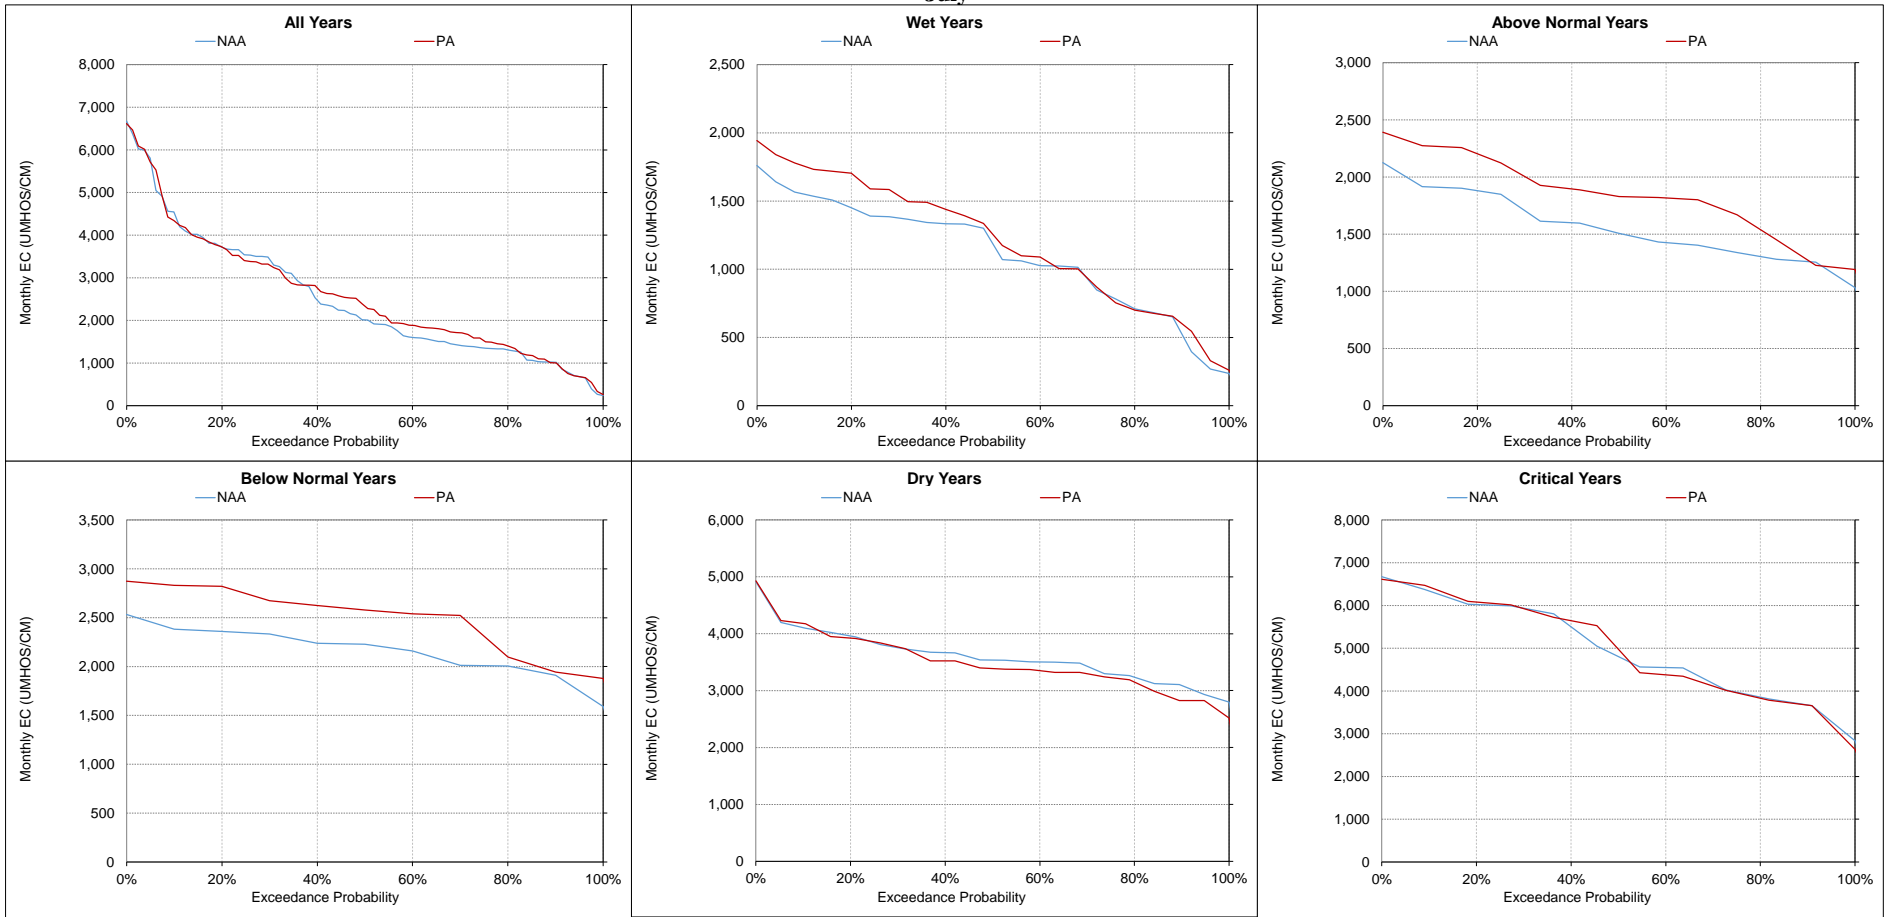 All Years
NAA PA
8,000
7,000
6,000
5,000
4,000
3,000
2,000
1,000
0
Monthly EC (UMHOS/CM)
0% 20% 40% 60% 80% 100%
Exceedance Probability
Wet Years
NAA PA
2,500
2,000
1,500
1,000
500
0
Monthly EC (UMHOS/CM)
0% 20% 40% 60% 80% 100%
Exceedance Probability
Above Normal Years
NAA PA
3,000
2,500
2,000
1,500
1,000
500
0
Monthly EC (UMHOS/CM)
0% 20% 40% 60% 80% 100%
Exceedance Probability
Below Normal Years
NAA PA
3,500
3,000
2,500
2,000
1,500
1,000
500
0
Monthly EC (UMHOS/CM)
0% 20% 40% 60% 80% 100%
Exceedance Probability
Dry Years
NAA PA
6,000
5,000
4,000
3,000
2,000
1,000
0
Monthly EC (UMHOS/CM)
0% 20% 40% 60% 80% 100%
Exceedance Probability
Critical Years
NAA PA
8,000
7,000
6,000
5,000
4,000
3,000
2,000
1,000
0
Monthly EC (UMHOS/CM)
0% 20% 40% 60% 80% 100%
Exceedance Probability